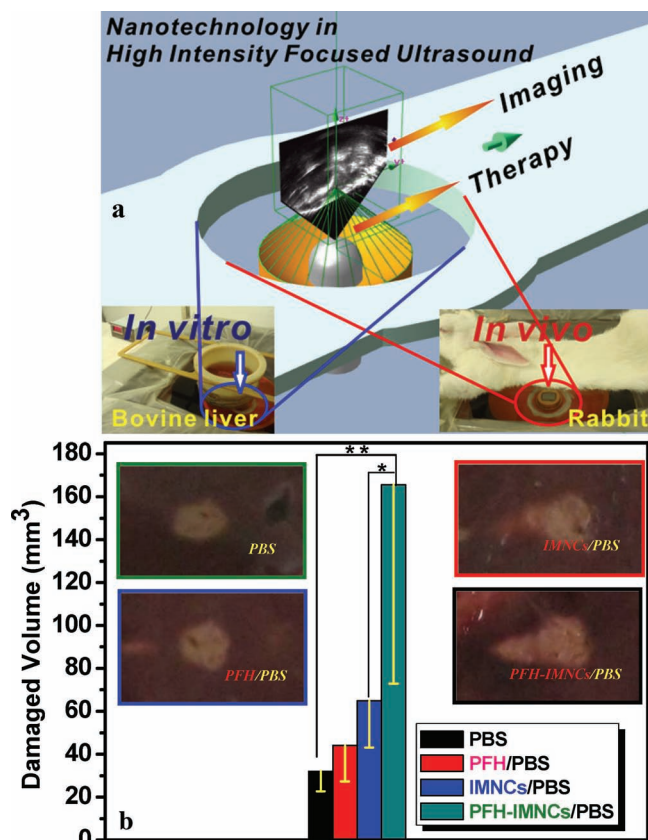 Nanotechnology in
High Intensity Focused Ultrasound
Imaging
Therapy
a
In vitro
Bovine liver
In vivo
Rabbit
Damaged Volume (mm³)
180
160
140
120
100
80
60
40
20
0
**
*
PBS
IMNCs/PBS
PFH/PBS
PFH-IMNCs/PBS
PBS
PFH/PBS
IMNCs/PBS
PFH-IMNCs/PBS
b